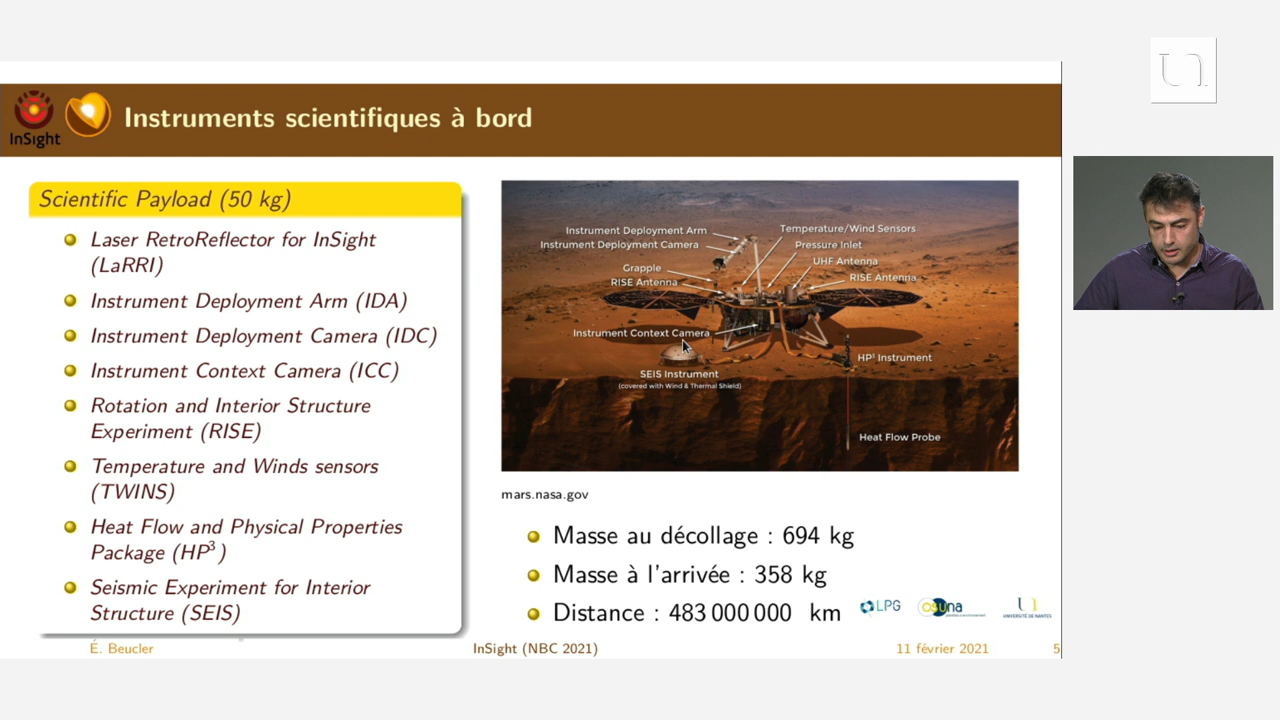 InSight
Instruments scientifiques à bord
Scientific Payload (50 kg)
Laser RetroReflector for InSight
(LaRRI)
Instrument Deployment Arm (IDA)
Instrument Deployment Camera (IDC)
Instrument Context Camera (ICC)
Rotation and Interior Structure
Experiment (RISE)
Temperature and Winds sensors
(TWINS)
Heat Flow and Physical Properties
Package (HP³)
Seismic Experiment for Interior
Structure (SEIS)
Instrument Deployment Arm
Instrument Deployment Camera
Grapple
RISE Antenna
Temperature/Wind Sensors
Pressure Inlet
UHF Antenna
RISE Antenna
Instrument Context Camera
SEIS Instrument
(covered with Wind & Thermal Shield)
HP³ Instrument
Heat Flow Probe
mars.nasa.gov
Masse au décollage : 694 kg
Masse à l'arrivée : 358 kg
Distance : 483 000 000 km
LPG
osuna
UNIVERSITÉ DE NANTES
É. Beucler
InSight (NBC 2021)
11 février 2021
5